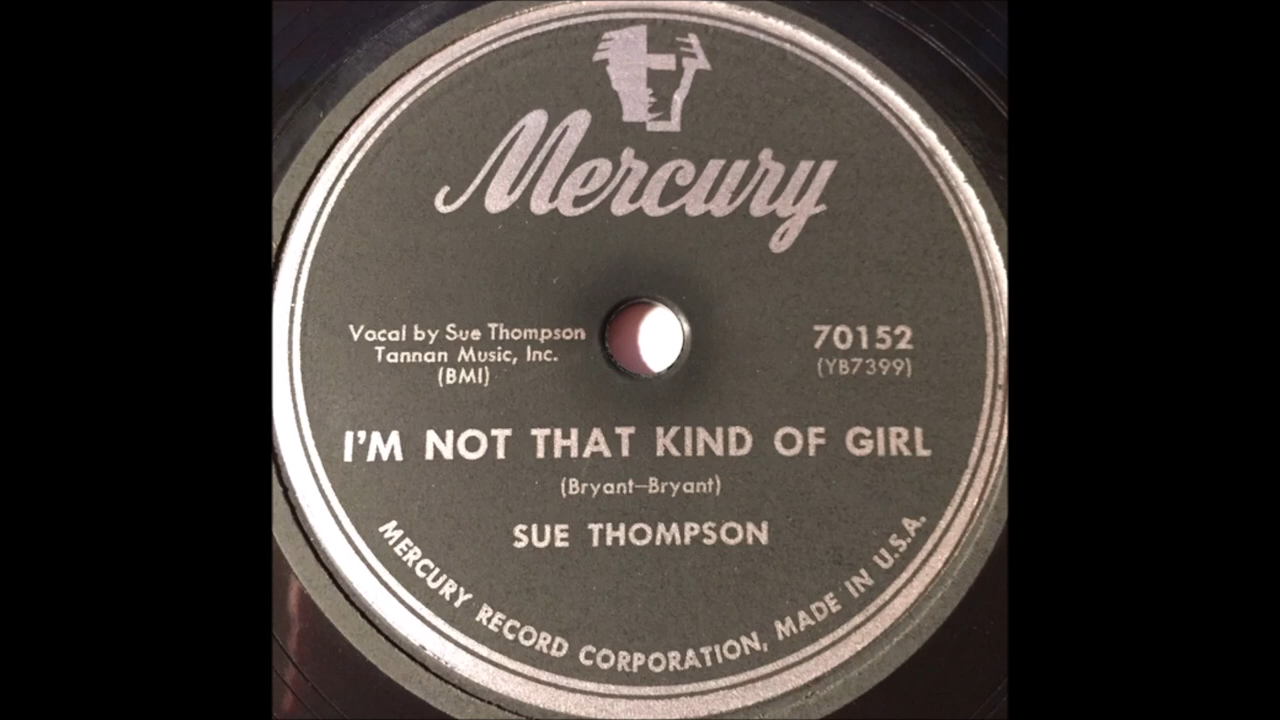 Mercury
Vocal by Sue Thompson
Tannan Music, Inc.
(BMI)
70152
(YB7399)
I'M NOT THAT KIND OF GIRL
(Bryant—Bryant)
SUE THOMPSON
MERCURY RECORD CORPORATION, MADE IN U.S.A.